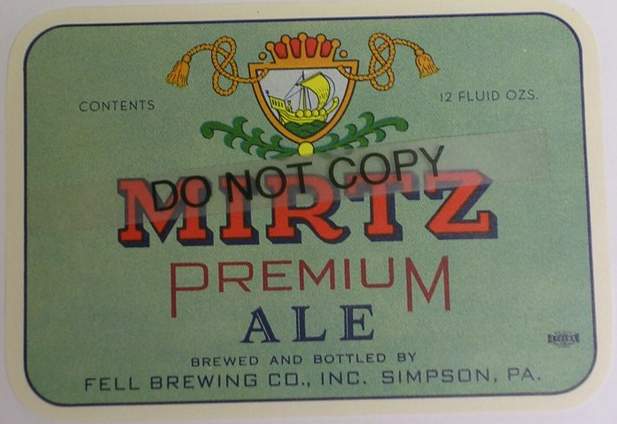 CONTENTS
12 FLUID OZS.
DO NOT COPY
MIRTZ
PREMIUM
ALE
BREWED AND BOTTLED BY
FELL BREWING CO., INC. SIMPSON, PA.